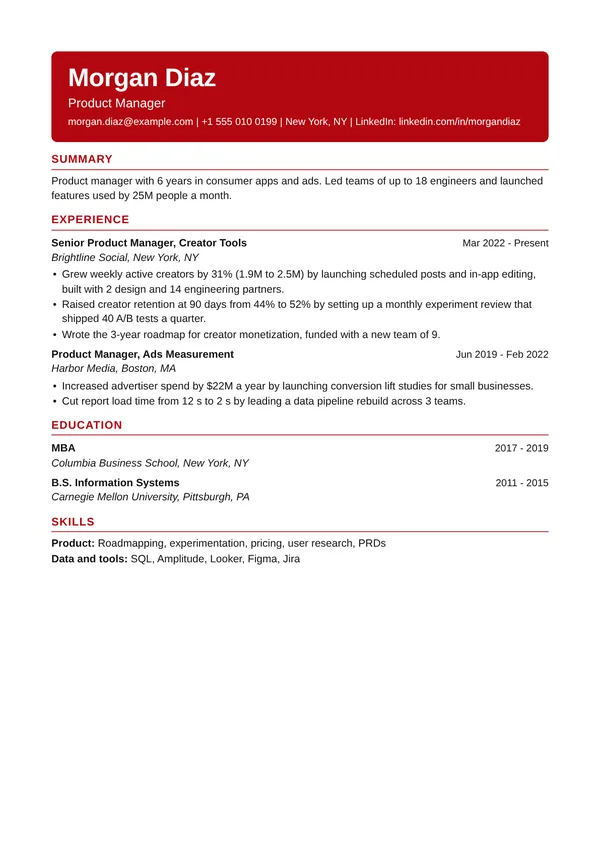 Morgan Diaz
Product Manager
morgan.diaz@example.com | +1 555 010 0199 | New York, NY | LinkedIn: linkedin.com/in/morgandiaz
SUMMARY
Product manager with 6 years in consumer apps and ads. Led teams of up to 18 engineers and launched
features used by 25M people a month.
EXPERIENCE
Senior Product Manager, Creator Tools Mar 2022 - Present
Brightline Social, New York, NY
• Grew weekly active creators by 31% (1.9M to 2.5M) by launching scheduled posts and in-app editing,
built with 2 design and 14 engineering partners.
• Raised creator retention at 90 days from 44% to 52% by setting up a monthly experiment review that
shipped 40 A/B tests a quarter.
• Wrote the 3-year roadmap for creator monetization, funded with a new team of 9.
Product Manager, Ads Measurement Jun 2019 - Feb 2022
Harbor Media, Boston, MA
• Increased advertiser spend by $22M a year by launching conversion lift studies for small businesses.
• Cut report load time from 12 s to 2 s by leading a data pipeline rebuild across 3 teams.
EDUCATION
MBA 2017 - 2019
Columbia Business School, New York, NY
B.S. Information Systems 2011 - 2015
Carnegie Mellon University, Pittsburgh, PA
SKILLS
Product: Roadmapping, experimentation, pricing, user research, PRDs
Data and tools: SQL, Amplitude, Looker, Figma, Jira